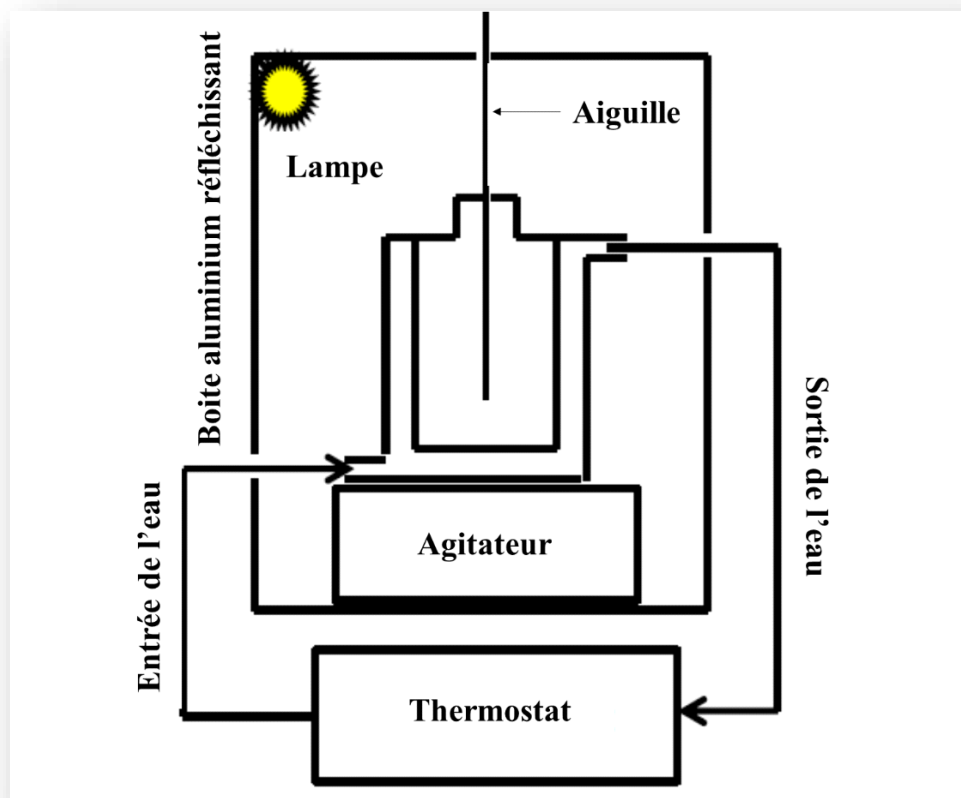 Boite aluminium réfléchissant
Aiguille
Lampe
Sortie de l’eau
Entrée de l’eau
Agitateur
Thermostat